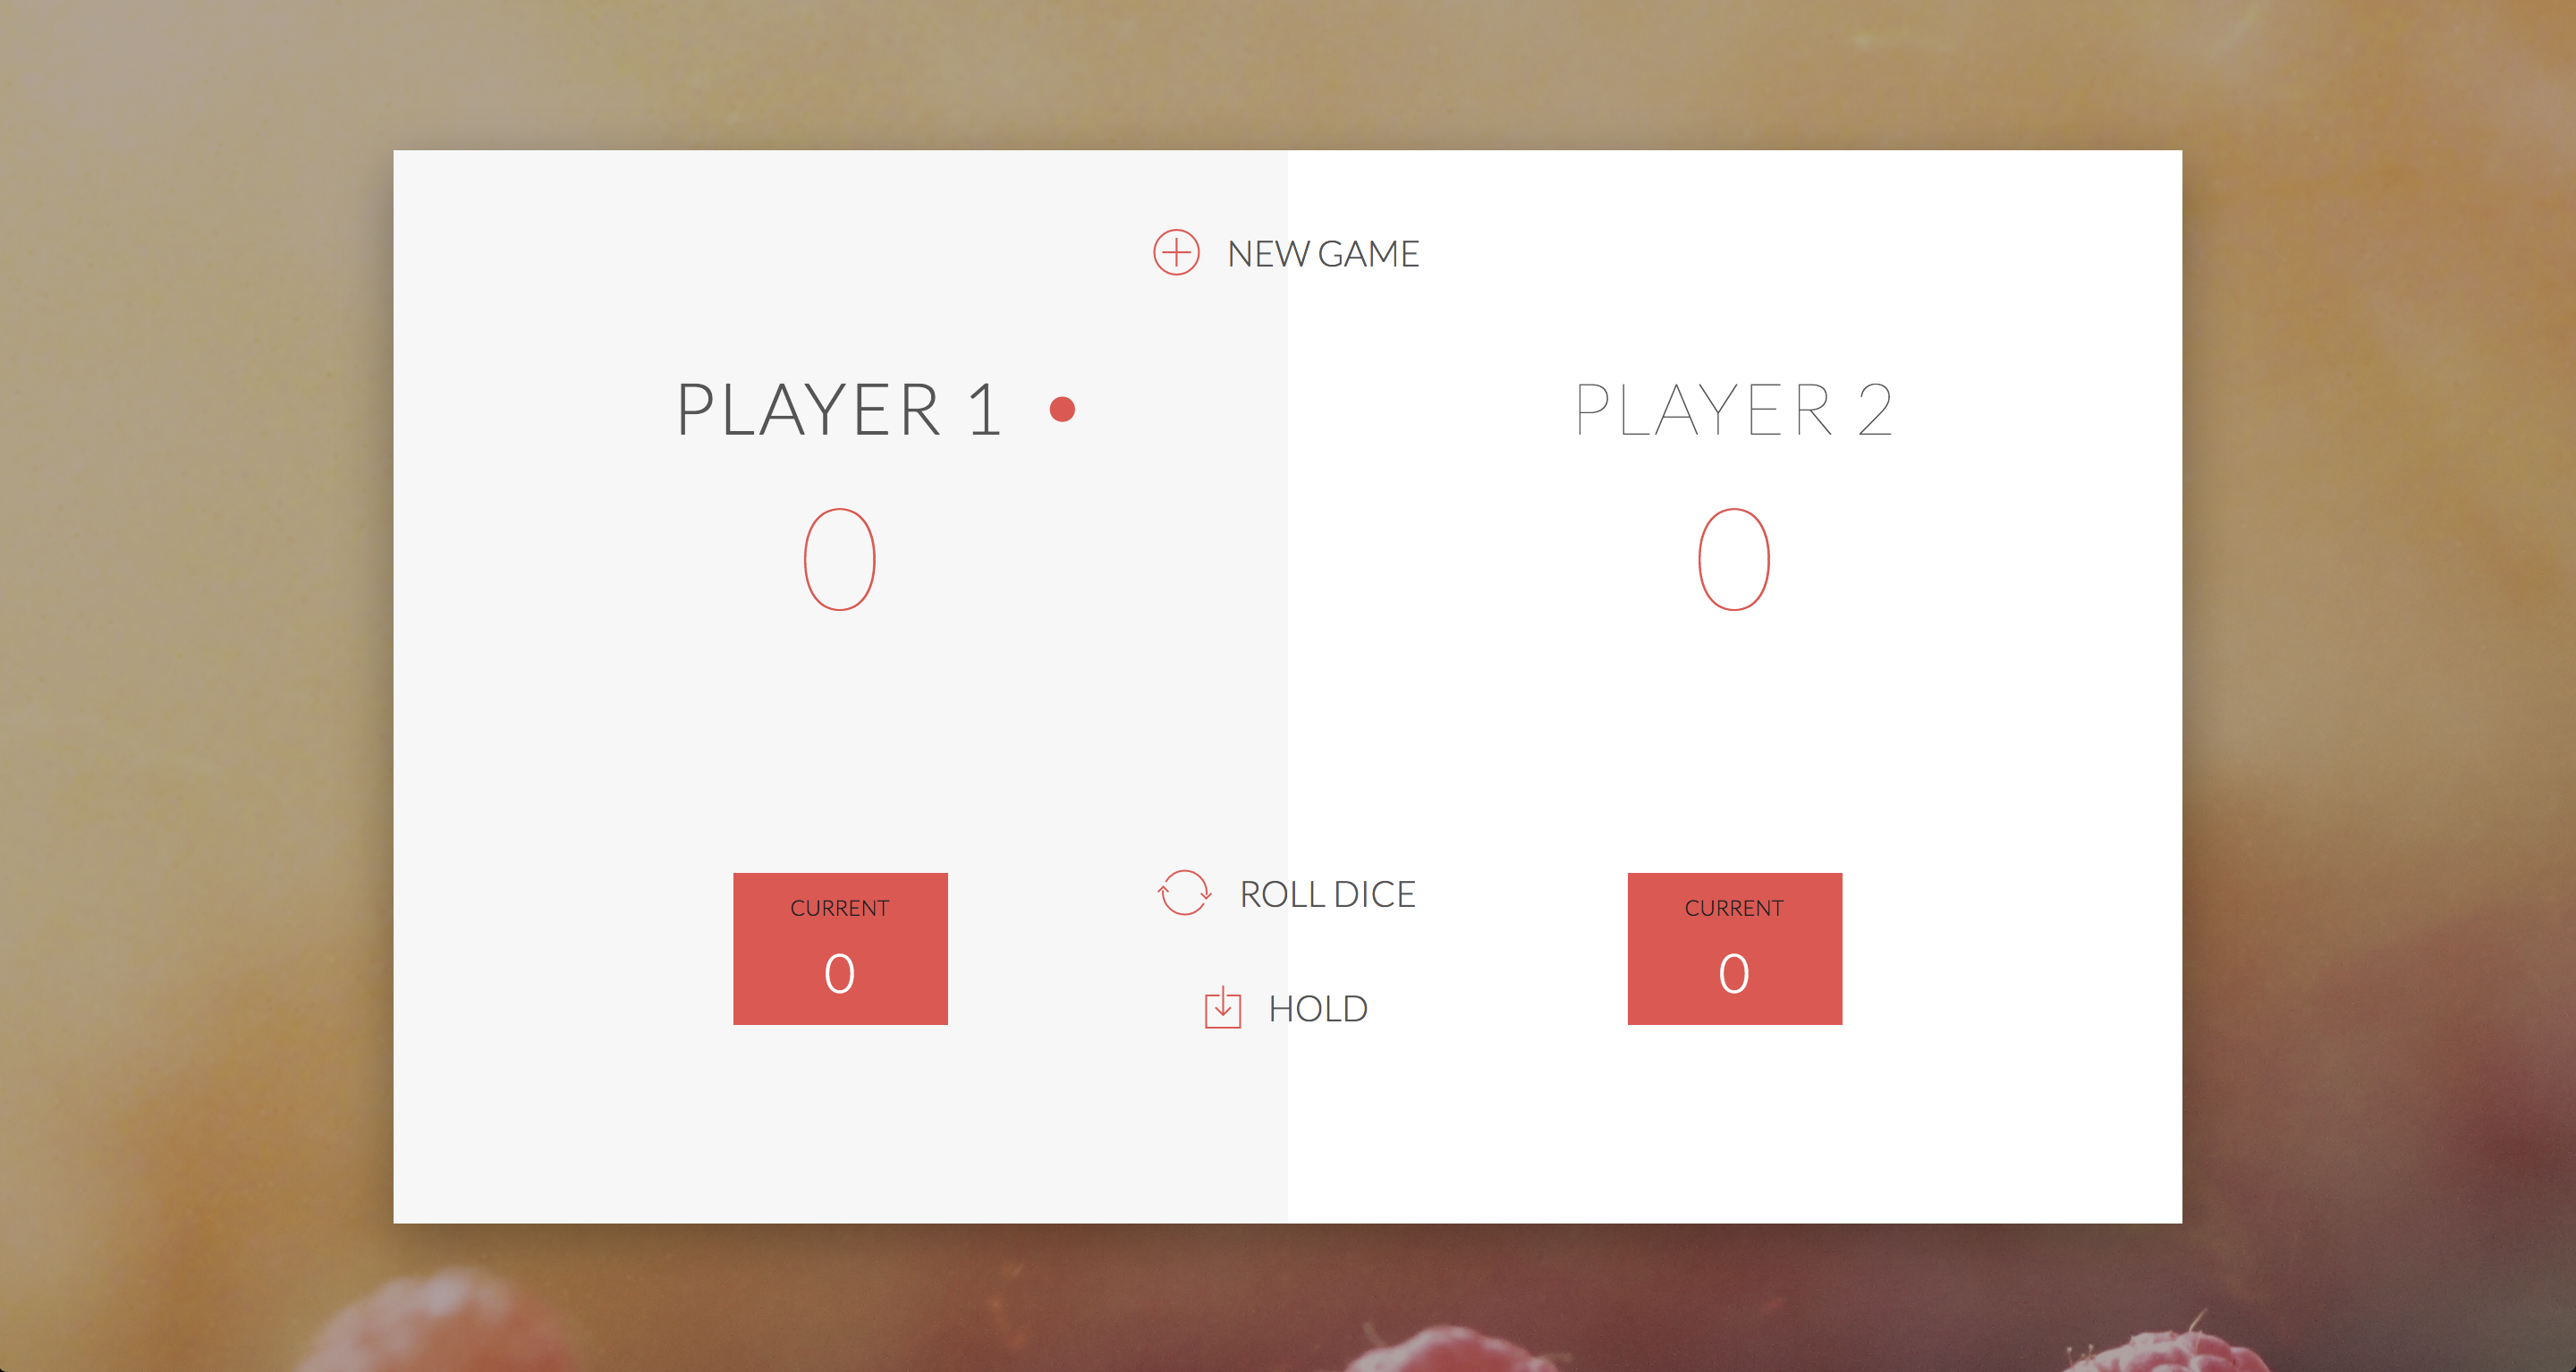 NEW GAME
PLAYER 1
0
CURRENT
0
PLAYER 2
0
CURRENT
0
ROLL DICE
HOLD